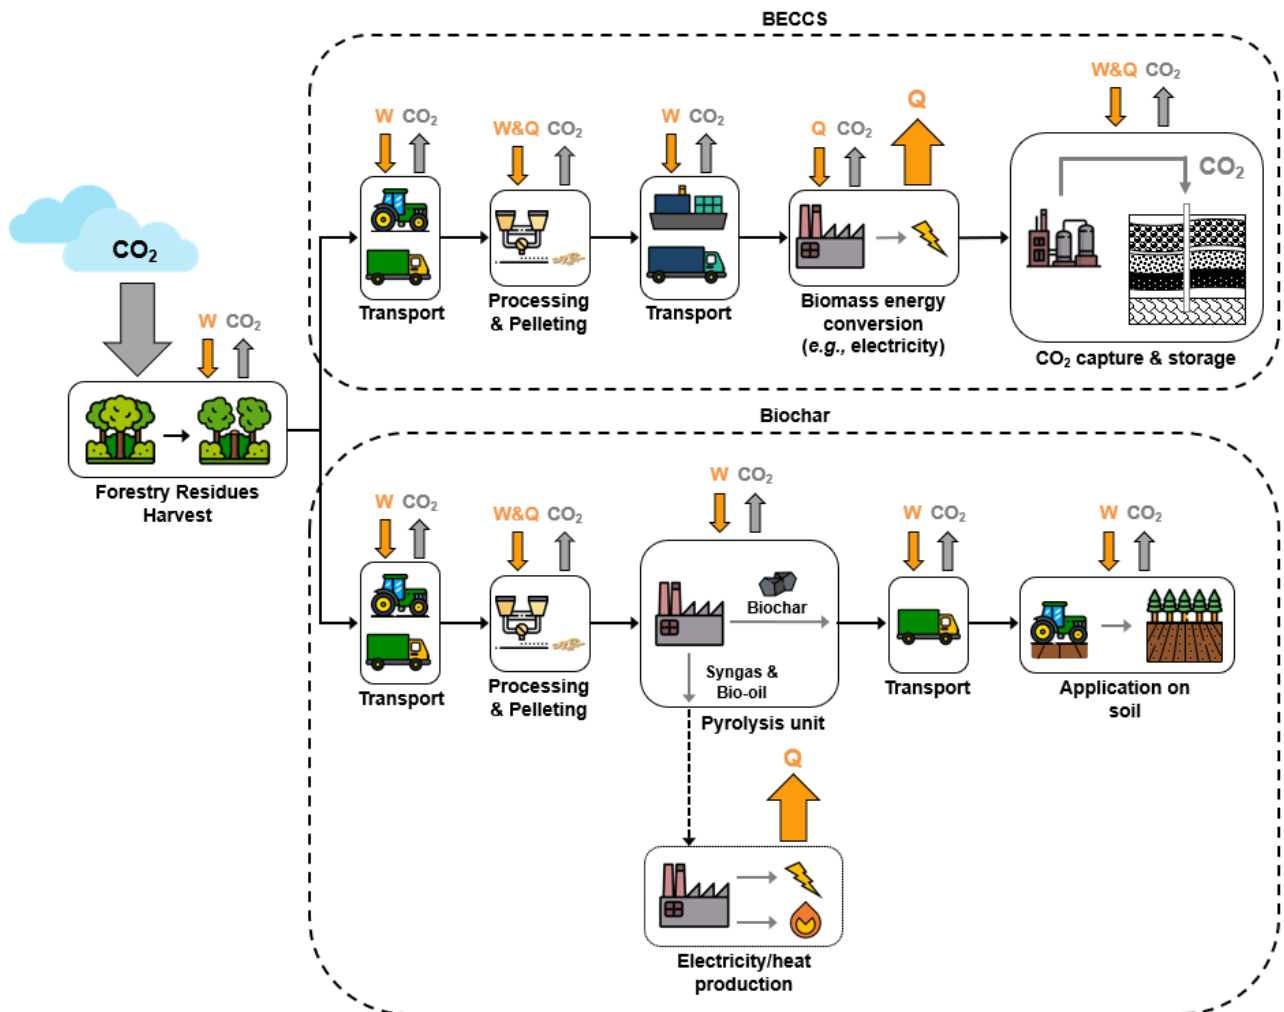 BECCS
W&Q CO₂
W CO₂
W&Q CO₂
W CO₂
Q CO₂
Q
CO₂
CO₂
W CO₂
Transport
Processing
& Pelleting
Transport
Biomass energy
conversion
(e.g., electricity)
CO₂ capture & storage
Forestry Residues
Harvest
Biochar
W CO₂
W&Q CO₂
W CO₂
W CO₂
W CO₂
Biochar
Syngas &
Bio-oil
Transport
Processing
& Pelleting
Pyrolysis unit
Transport
Application on
soil
Q
Electricity/heat
production